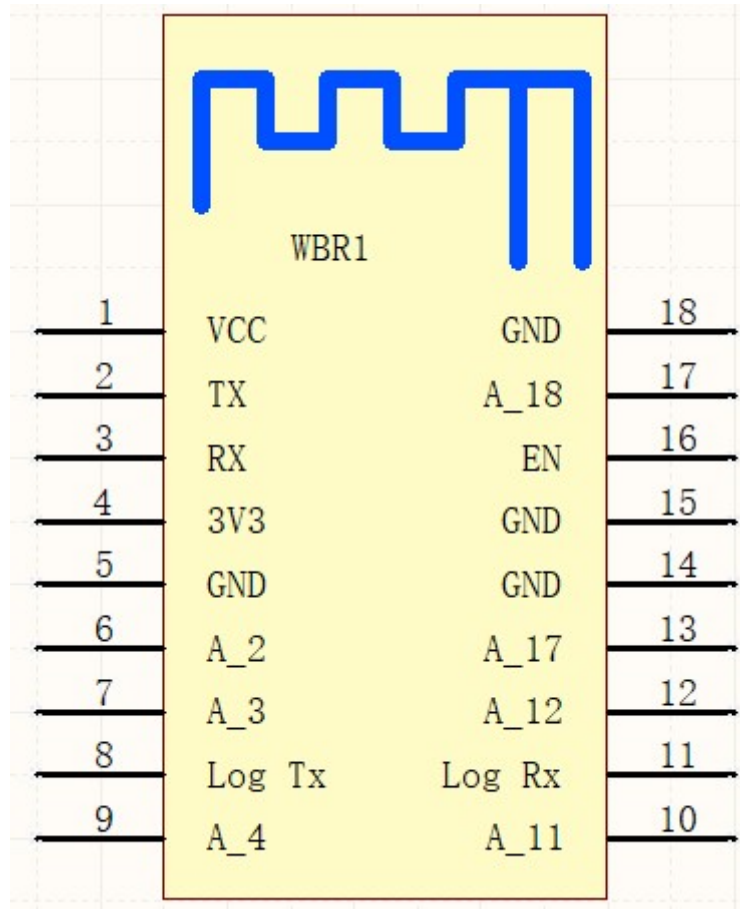 WBR1
1 VCC GND 18
2 TX A_18 17
3 RX EN 16
4 3V3 GND 15
5 GND GND 14
6 A_2 A_17 13
7 A_3 A_12 12
8 Log Tx Log Rx 11
9 A_4 A_11 10